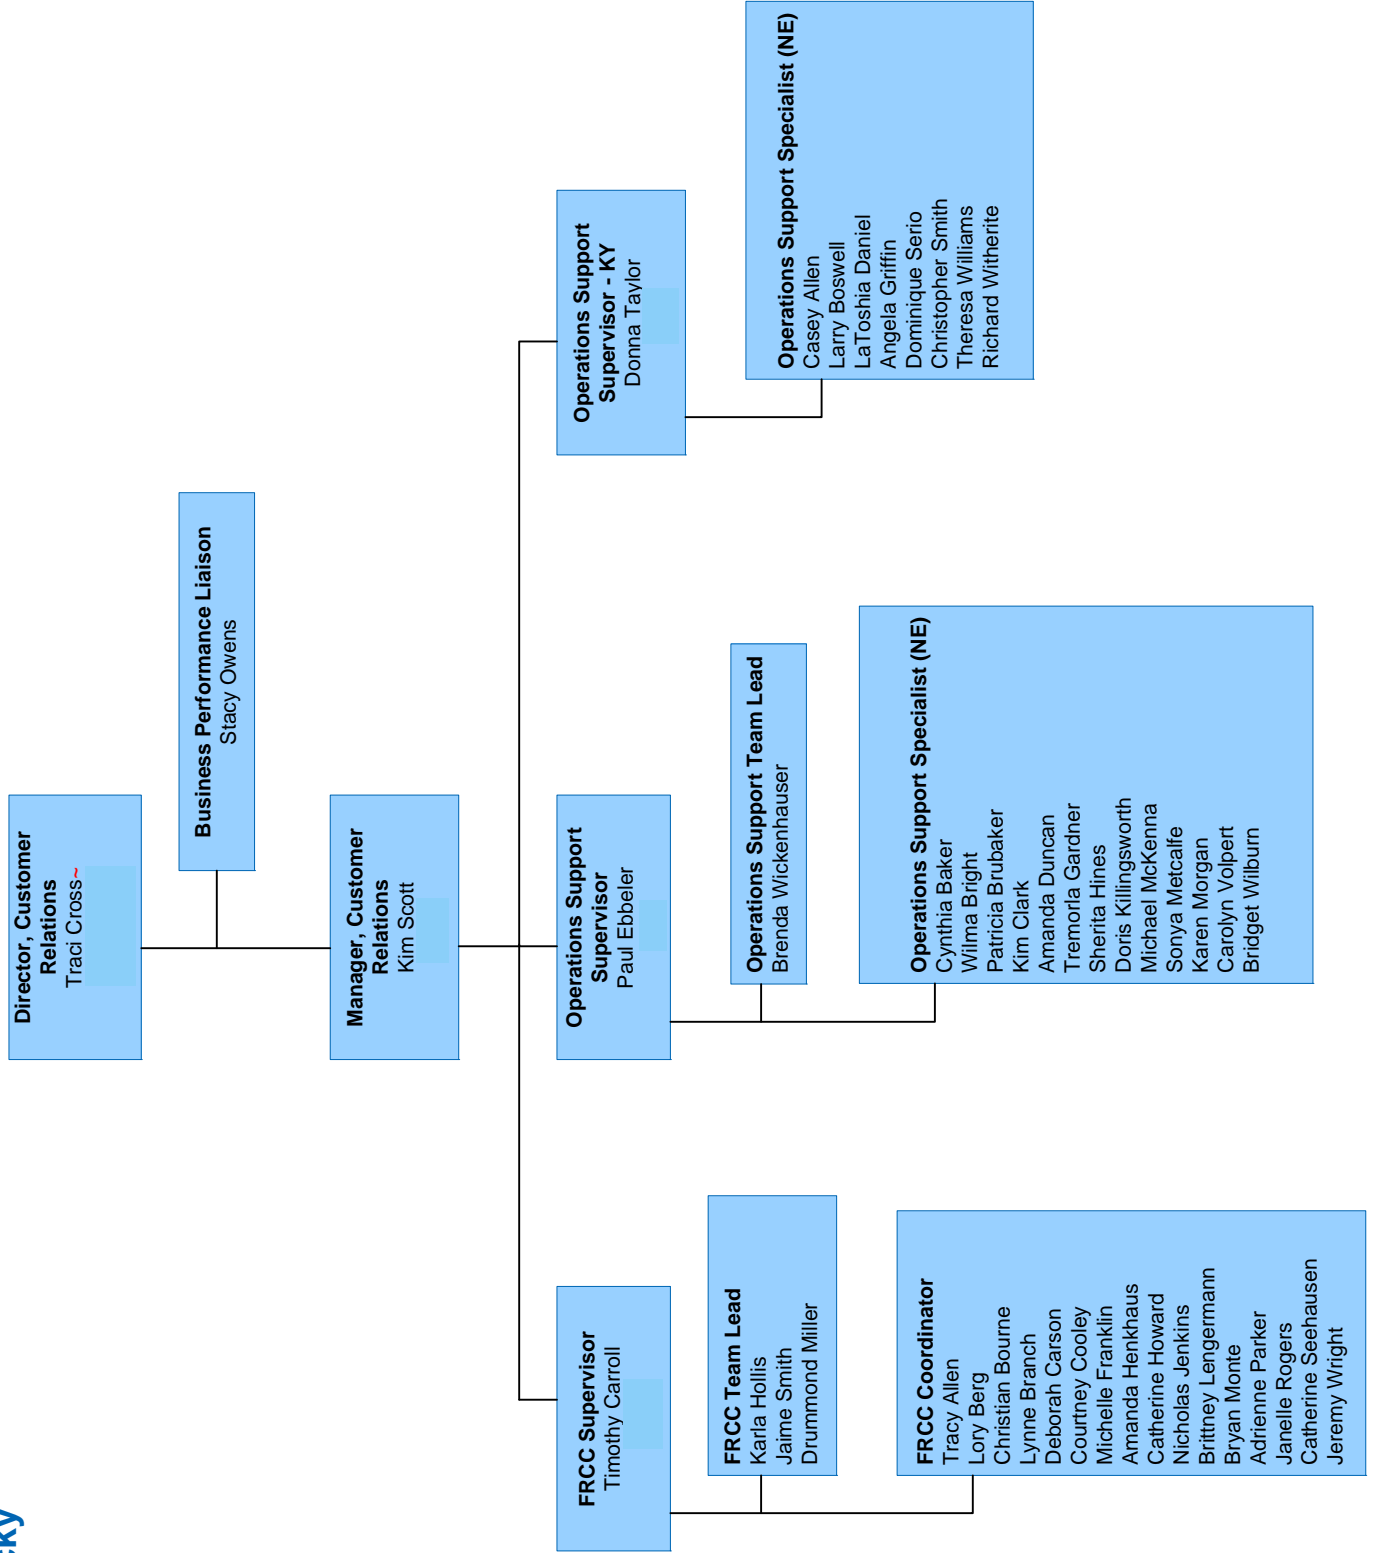 Director, Customer
Relations
Traci Cross~
Business Performance Liaison
Stacy Owens
Manager, Customer
Relations
Kim Scott
FRCC Supervisor
Timothy Carroll
FRCC Team Lead
Karla Hollis
Jaime Smith
Drummond Miller
FRCC Coordinator
Tracy Allen
Lory Berg
Christian Bourne
Lynne Branch
Deborah Carson
Courtney Cooley
Michelle Franklin
Amanda Henkhaus
Catherine Howard
Nicholas Jenkins
Brittney Lengermann
Bryan Monte
Adrienne Parker
Janelle Rogers
Catherine Seehausen
Jeremy Wright
Operations Support
Supervisor
Paul Ebbeler
Operations Support Team Lead
Brenda Wickenhauser
Operations Support Specialist (NE)
Cynthia Baker
Wilma Bright
Patricia Brubaker
Kim Clark
Amanda Duncan
Tremorla Gardner
Sherita Hines
Doris Killingsworth
Michael McKenna
Sonya Metcalfe
Karen Morgan
Carolyn Volpert
Bridget Wilburn
Operations Support
Supervisor - KY
Donna Taylor
Operations Support Specialist (NE)
Casey Allen
Larry Boswell
LaToshia Daniel
Angela Griffin
Dominique Serio
Christopher Smith
Theresa Williams
Richard Witherite